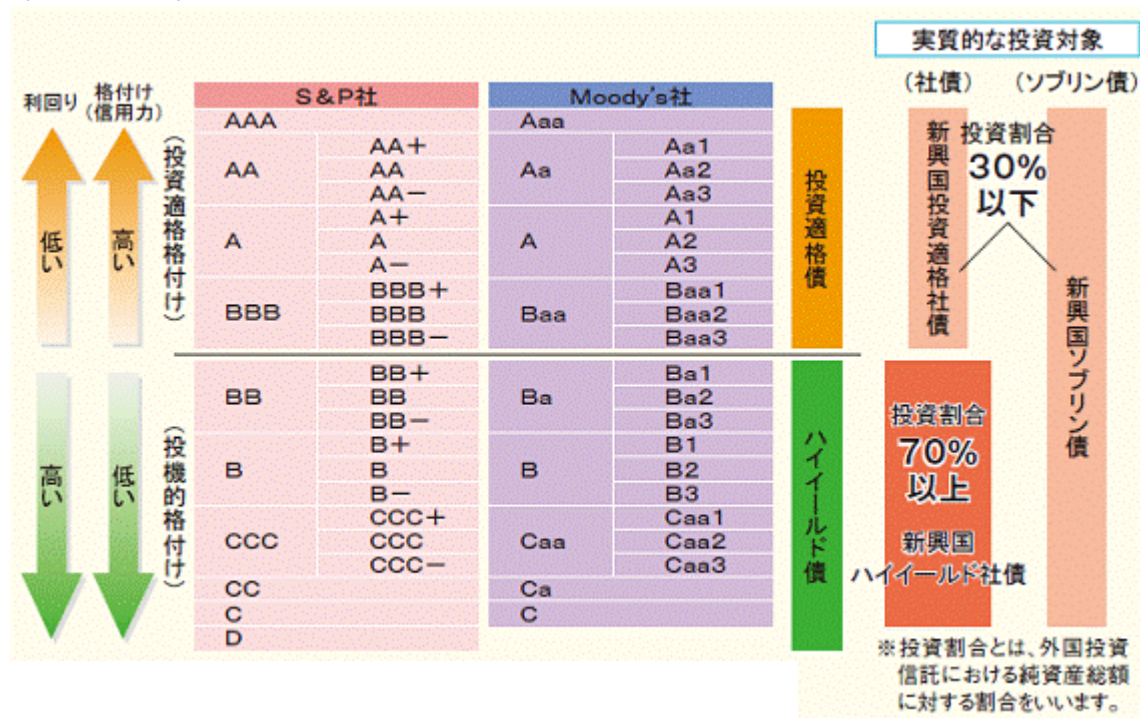 実質的な投資対象
(社債)
(ソブリン債)
利回り
格付け
(信用力)
S&P社
Moody's社
AAA
Aaa
AA
AA+
AA
AA−
Aa
Aa1
Aa2
Aa3
A
A+
A
A−
A
A1
A2
A3
BBB
BBB+
BBB
BBB−
Baa
Baa1
Baa2
Baa3
BB
BB+
BB
BB−
Ba
Ba1
Ba2
Ba3
B
B+
B
B−
B
B1
B2
B3
CCC
CCC+
CCC
CCC−
Caa
Caa1
Caa2
Caa3
CC
Ca
C
C
D
低い
高い
(投資適格格付け)
高い
低い
(投機的格付け)
投資適格債
ハイイールド債
新興国投資適格社債
投資割合
30%
以下
新興国ソブリン債
投資割合
70%
以上
新興国
ハイイールド社債
※投資割合とは、外国投資
信託における純資産総額
に対する割合をいいます。